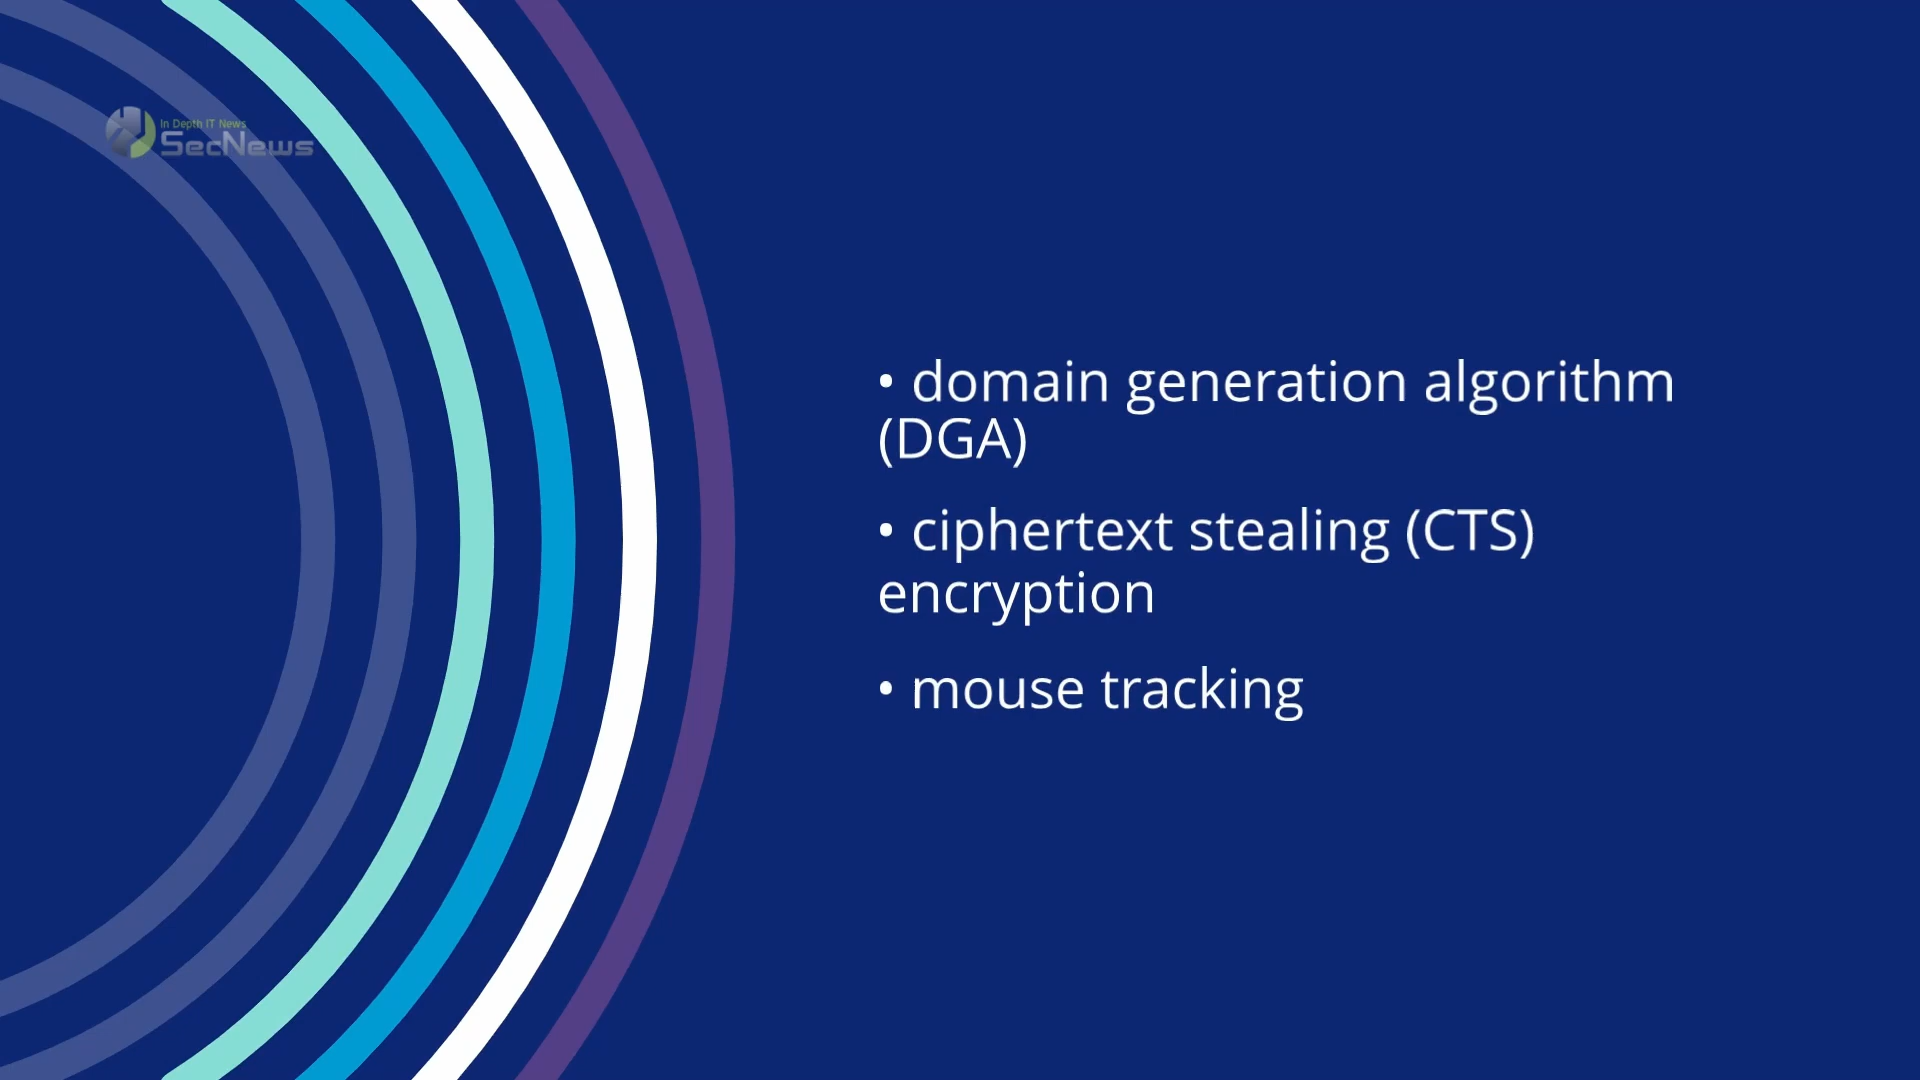 In Depth IT News
SecNews
• domain generation algorithm
(DGA)
• ciphertext stealing (CTS)
encryption
• mouse tracking